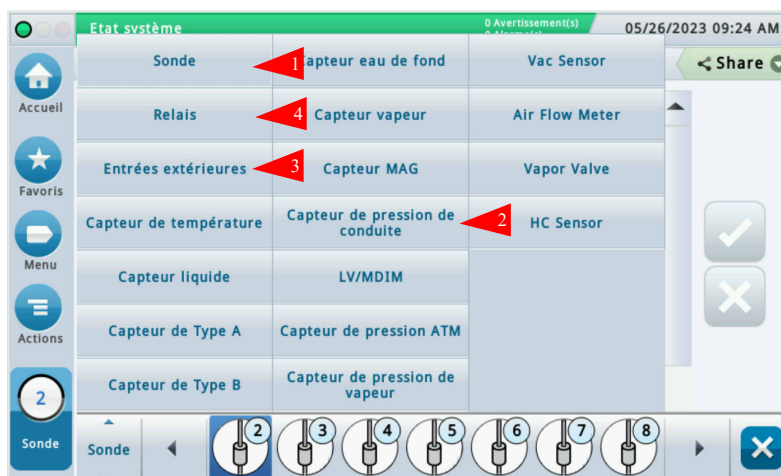 Etat système
0 Avertissement(s)
05/26/2023 09:24 AM
Share
Accueil
Favoris
Menu
Actions
2
Sonde
Sonde
1
Capteur eau de fond
Vac Sensor
Relais
4
Capteur vapeur
Air Flow Meter
Entrées extérieures
3
Capteur MAG
Vapor Valve
Capteur de température
Capteur de pression de
conduite
2
HC Sensor
Capteur liquide
LV/MDIM
Capteur de Type A
Capteur de pression ATM
Capteur de Type B
Capteur de pression de
vapeur
Sonde
2
3
4
5
6
7
8